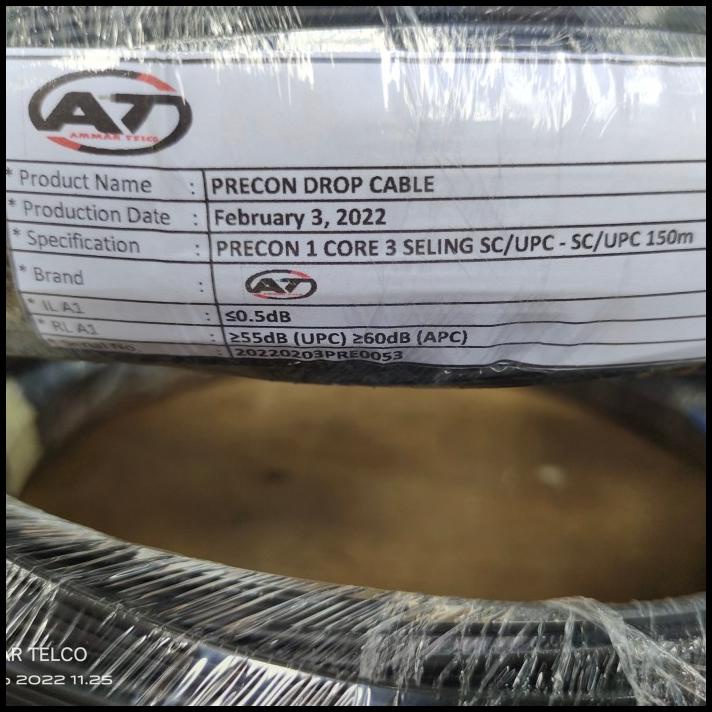 AT
AMMAR TELCO
* Product Name : PRECON DROP CABLE
* Production Date : February 3, 2022
* Specification : PRECON 1 CORE 3 SELING SC/UPC - SC/UPC 150m
* Brand : AT
* IL A1 : ≤0.5dB
* RL A1 : ≥55dB (UPC) ≥60dB (APC)
* Serial No : 20220203PRE0053
AR TELCO
2022 11.25